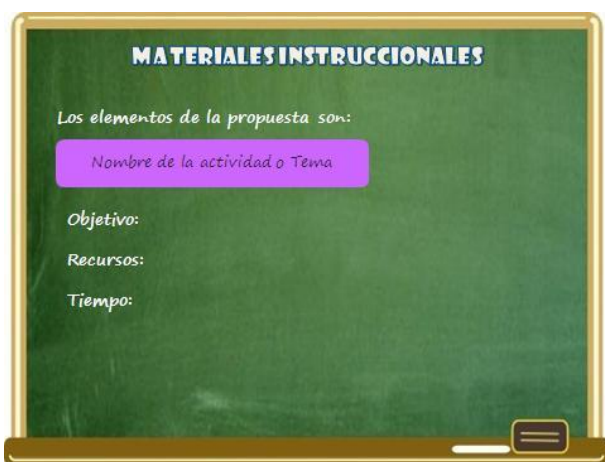 MATERIALES INSTRUCCIONALES
Los elementos de la propuesta son:
Nombre de la actividad o Tema
Objetivo:
Recursos:
Tiempo: